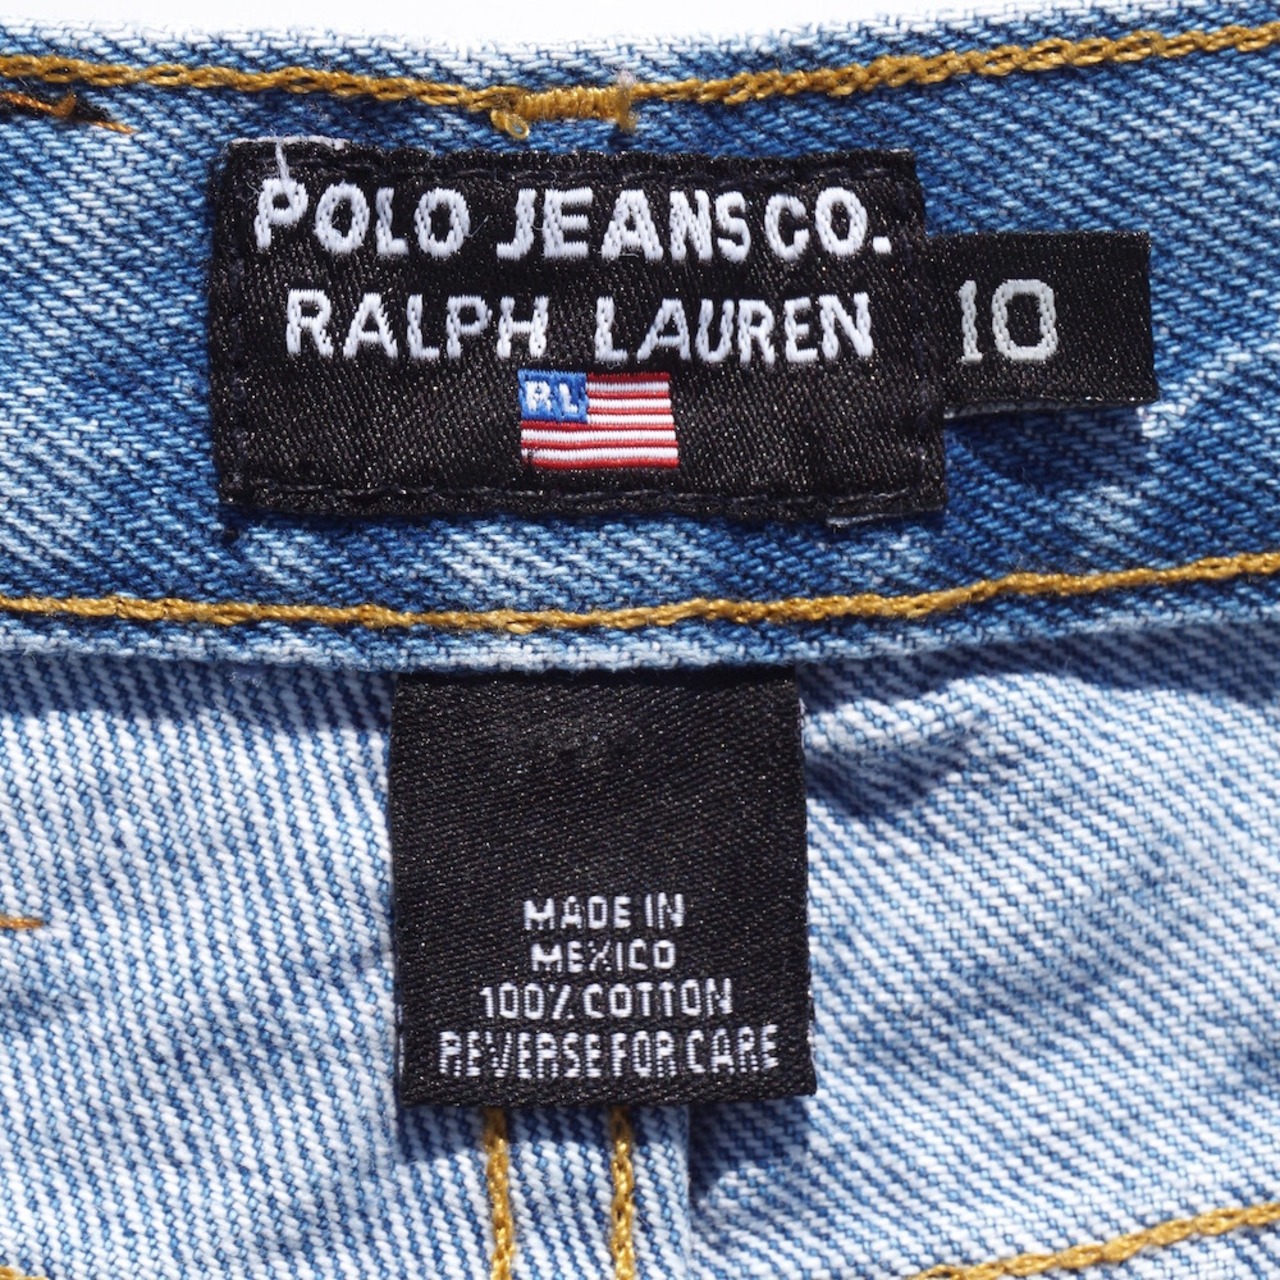 POLO JEANS CO.
RALPH LAUREN
10
RL
MADE IN
MEXICO
100% COTTON
REVERSE FOR CARE